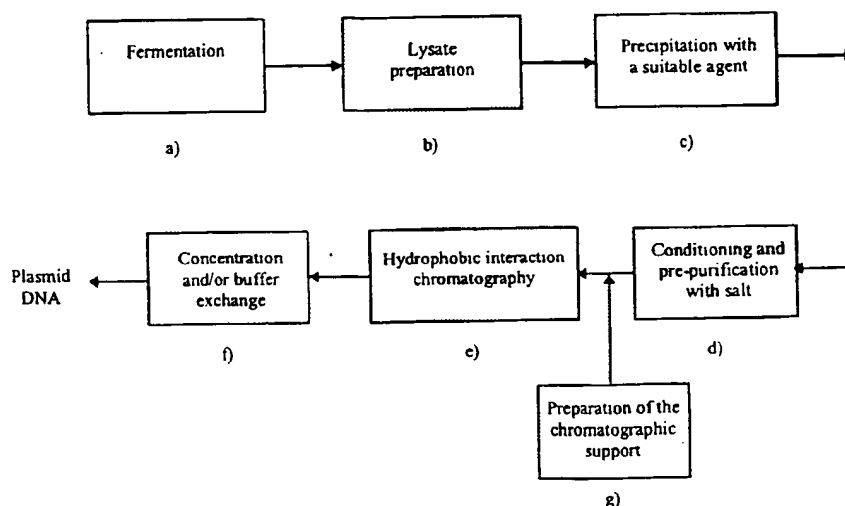 Fermentation
a)
Lysate
preparation
b)
Precipitation with
a suitable agent
c)
Conditioning and
pre-purification
with salt
d)
Hydrophobic interaction
chromatography
e)
Concentration
and/or buffer
exchange
f)
Plasmid
DNA
Preparation of the
chromatographic
support
g)